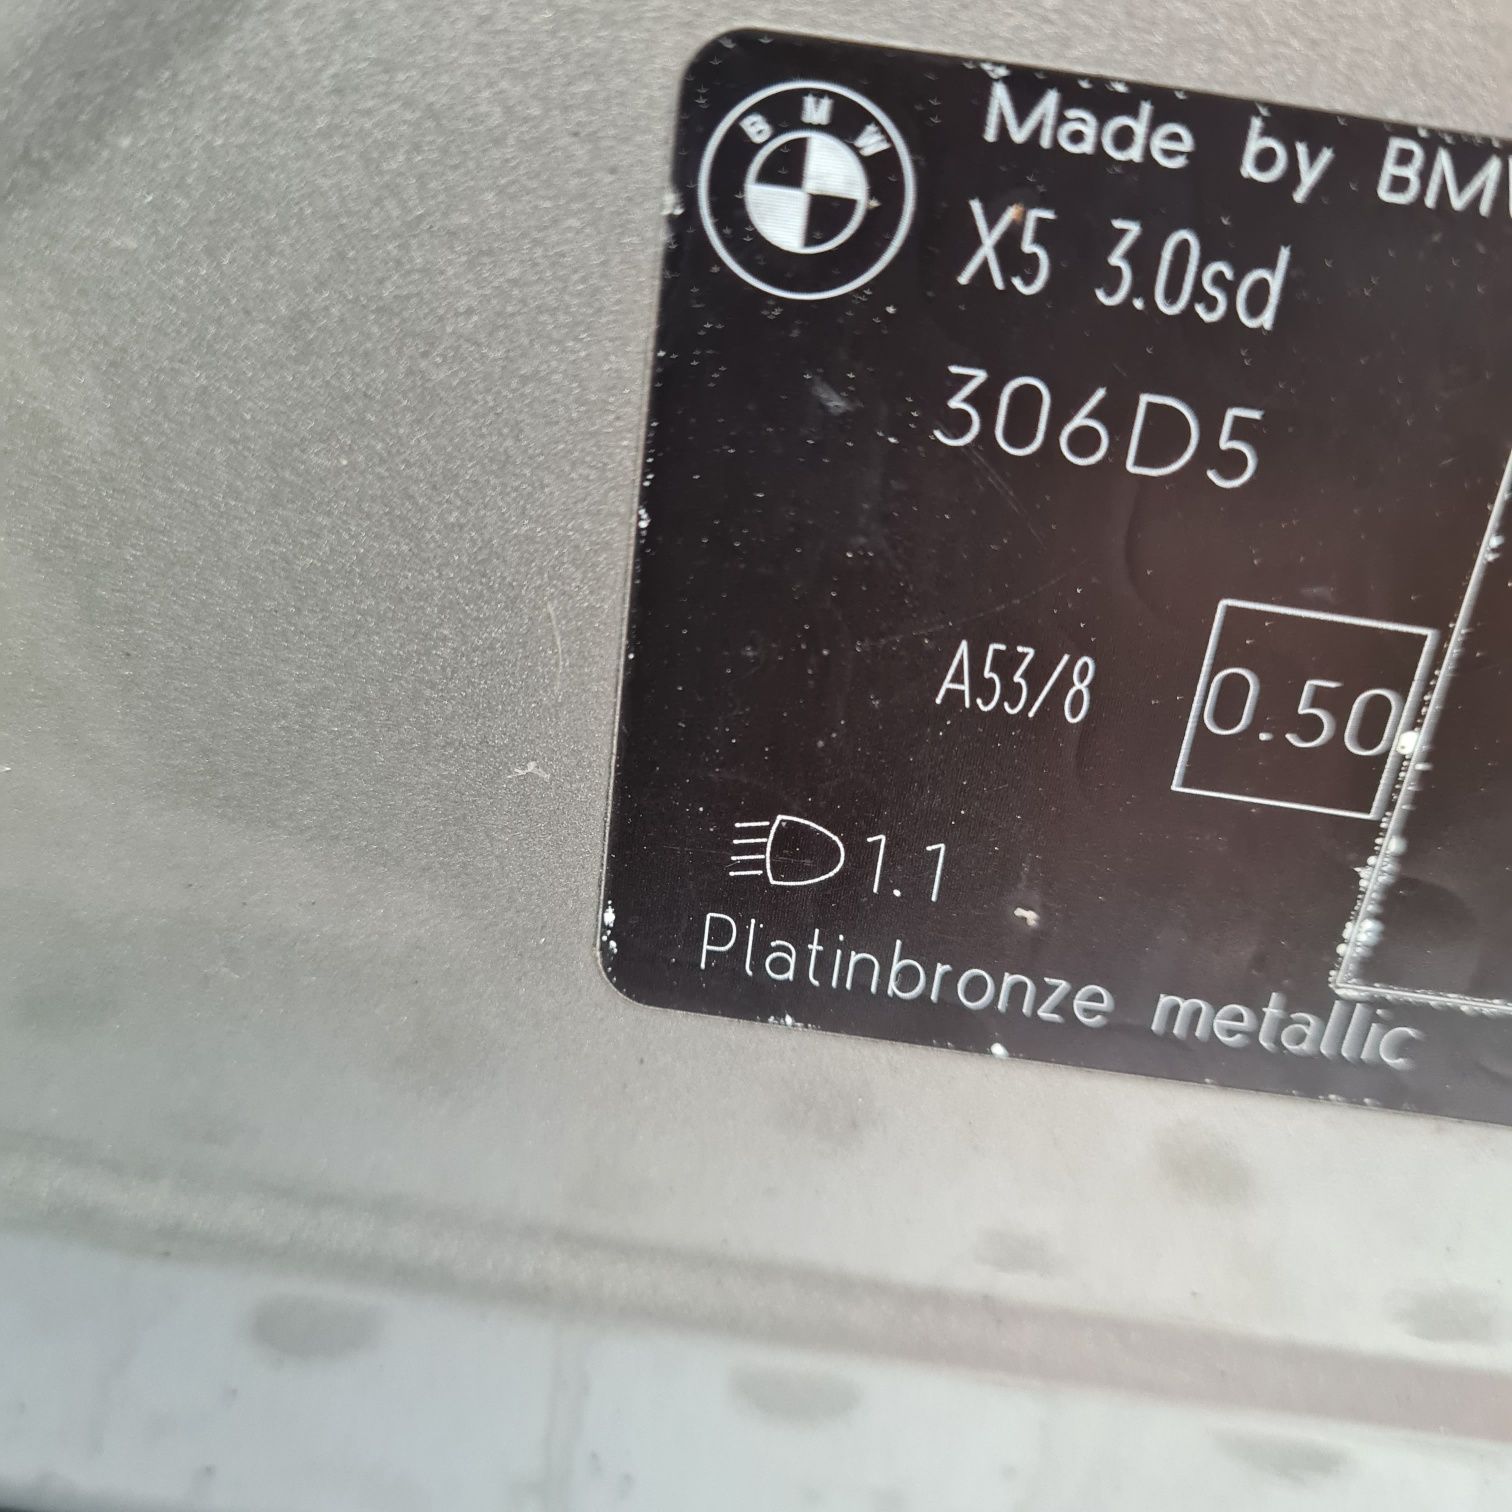 BMW
Made by BMW
X5 3.0sd
306D5
A53/8
0.50
1.1
Platinbronze metallic